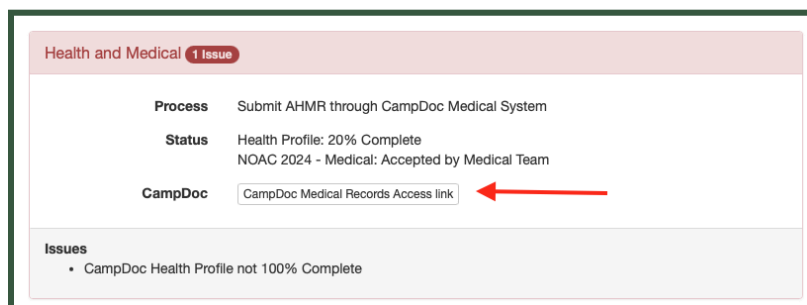 Health and Medical 1 Issue
Process Submit AHMR through CampDoc Medical System
Status Health Profile: 20% Complete
NOAC 2024 - Medical: Accepted by Medical Team
CampDoc CampDoc Medical Records Access link
Issues
• CampDoc Health Profile not 100% Complete